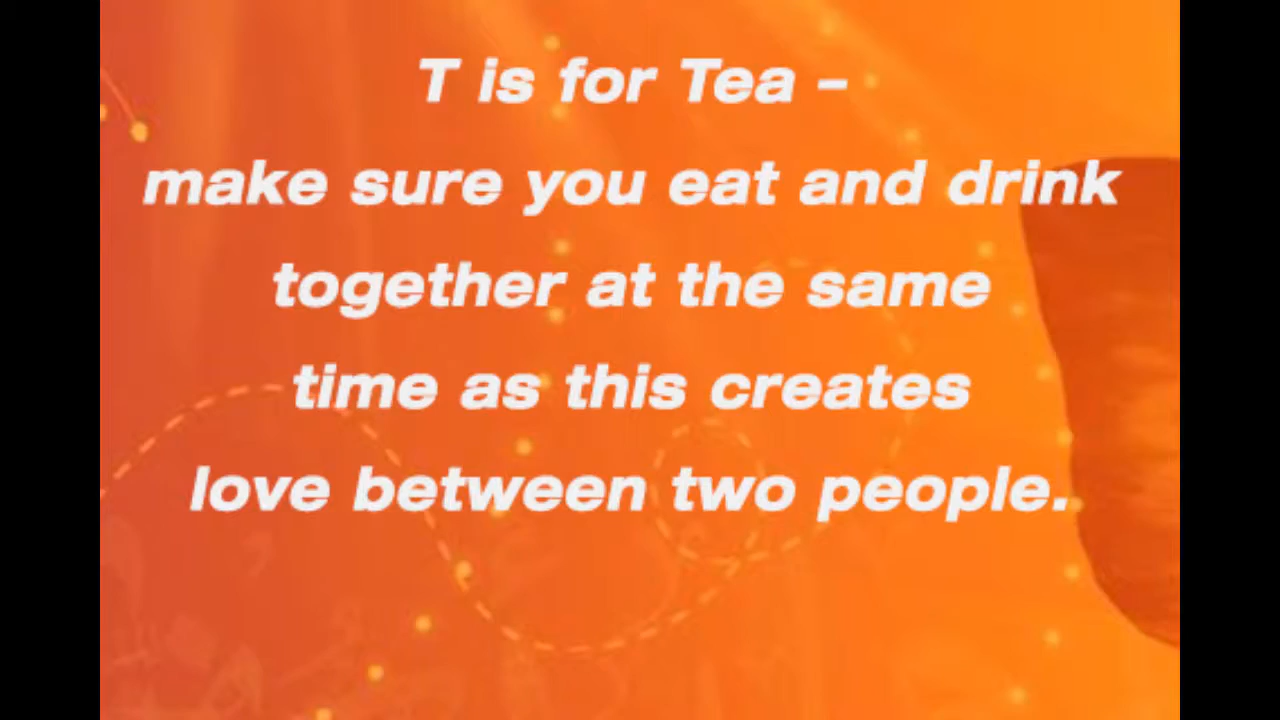 T is for Tea –
make sure you eat and drink
together at the same
time as this creates
love between two people.